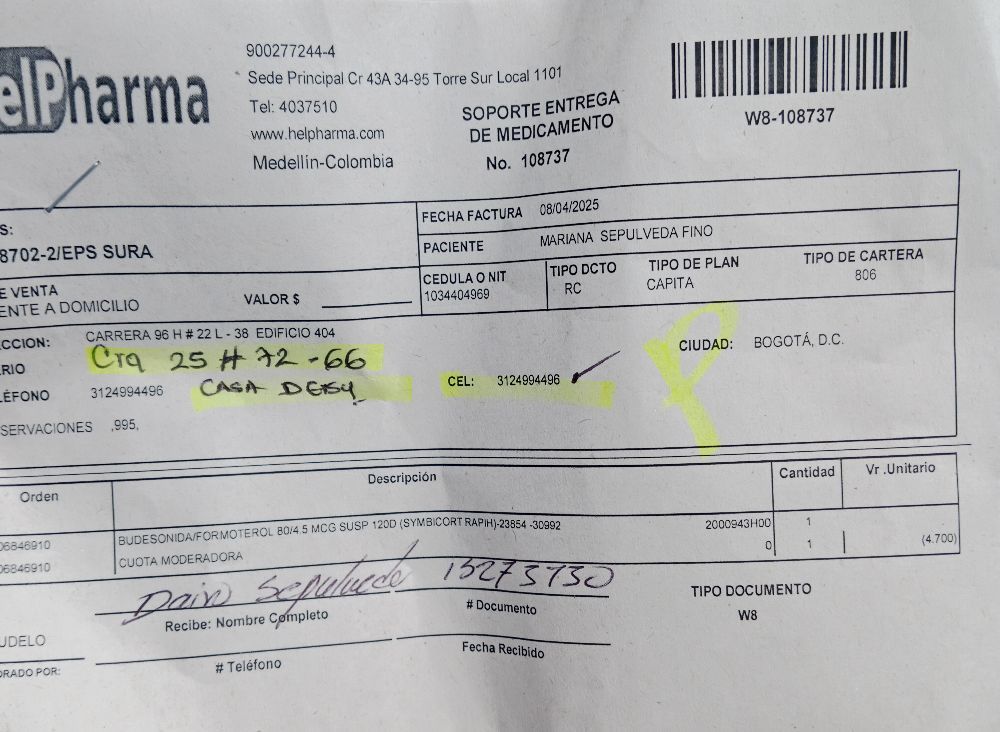 elPharma
900277244-4
Sede Principal Cr 43A 34-95 Torre Sur Local 1101
Tel: 4037510
www.helpharma.com
Medellín-Colombia
SOPORTE ENTREGA
DE MEDICAMENTO
No. 108737
W8-108737
S:
8702-2/EPS SURA
FECHA FACTURA 08/04/2025
PACIENTE MARIANA SEPULVEDA FINO
E VENTA
ENTE A DOMICILIO
VALOR $
CEDULA O NIT
1034404969
TIPO DCTO
RC
TIPO DE PLAN
CAPITA
TIPO DE CARTERA
806
CCION: CARRERA 96 H # 22 L - 38 EDIFICIO 404
RIO Cra 25 # 72 - 66
ÉFONO 3124994496 CASA DEISY
CEL: 3124994496
CIUDAD: BOGOTÁ, D.C.
SERVACIONES ,995,
Orden Descripción Cantidad Vr .Unitario
06846910 BUDESONIDA/FORMOTEROL 80/4.5 MCG SUSP 120D (SYMBICORT RAPIH)-23854 -30992 2000943H00 1
06846910 CUOTA MODERADORA 0 1 (4.700)
Sepulveda
Recibe: Nombre Completo
# Documento
TIPO DOCUMENTO
W8
UDELO
RADO POR:
# Teléfono
Fecha Recibido